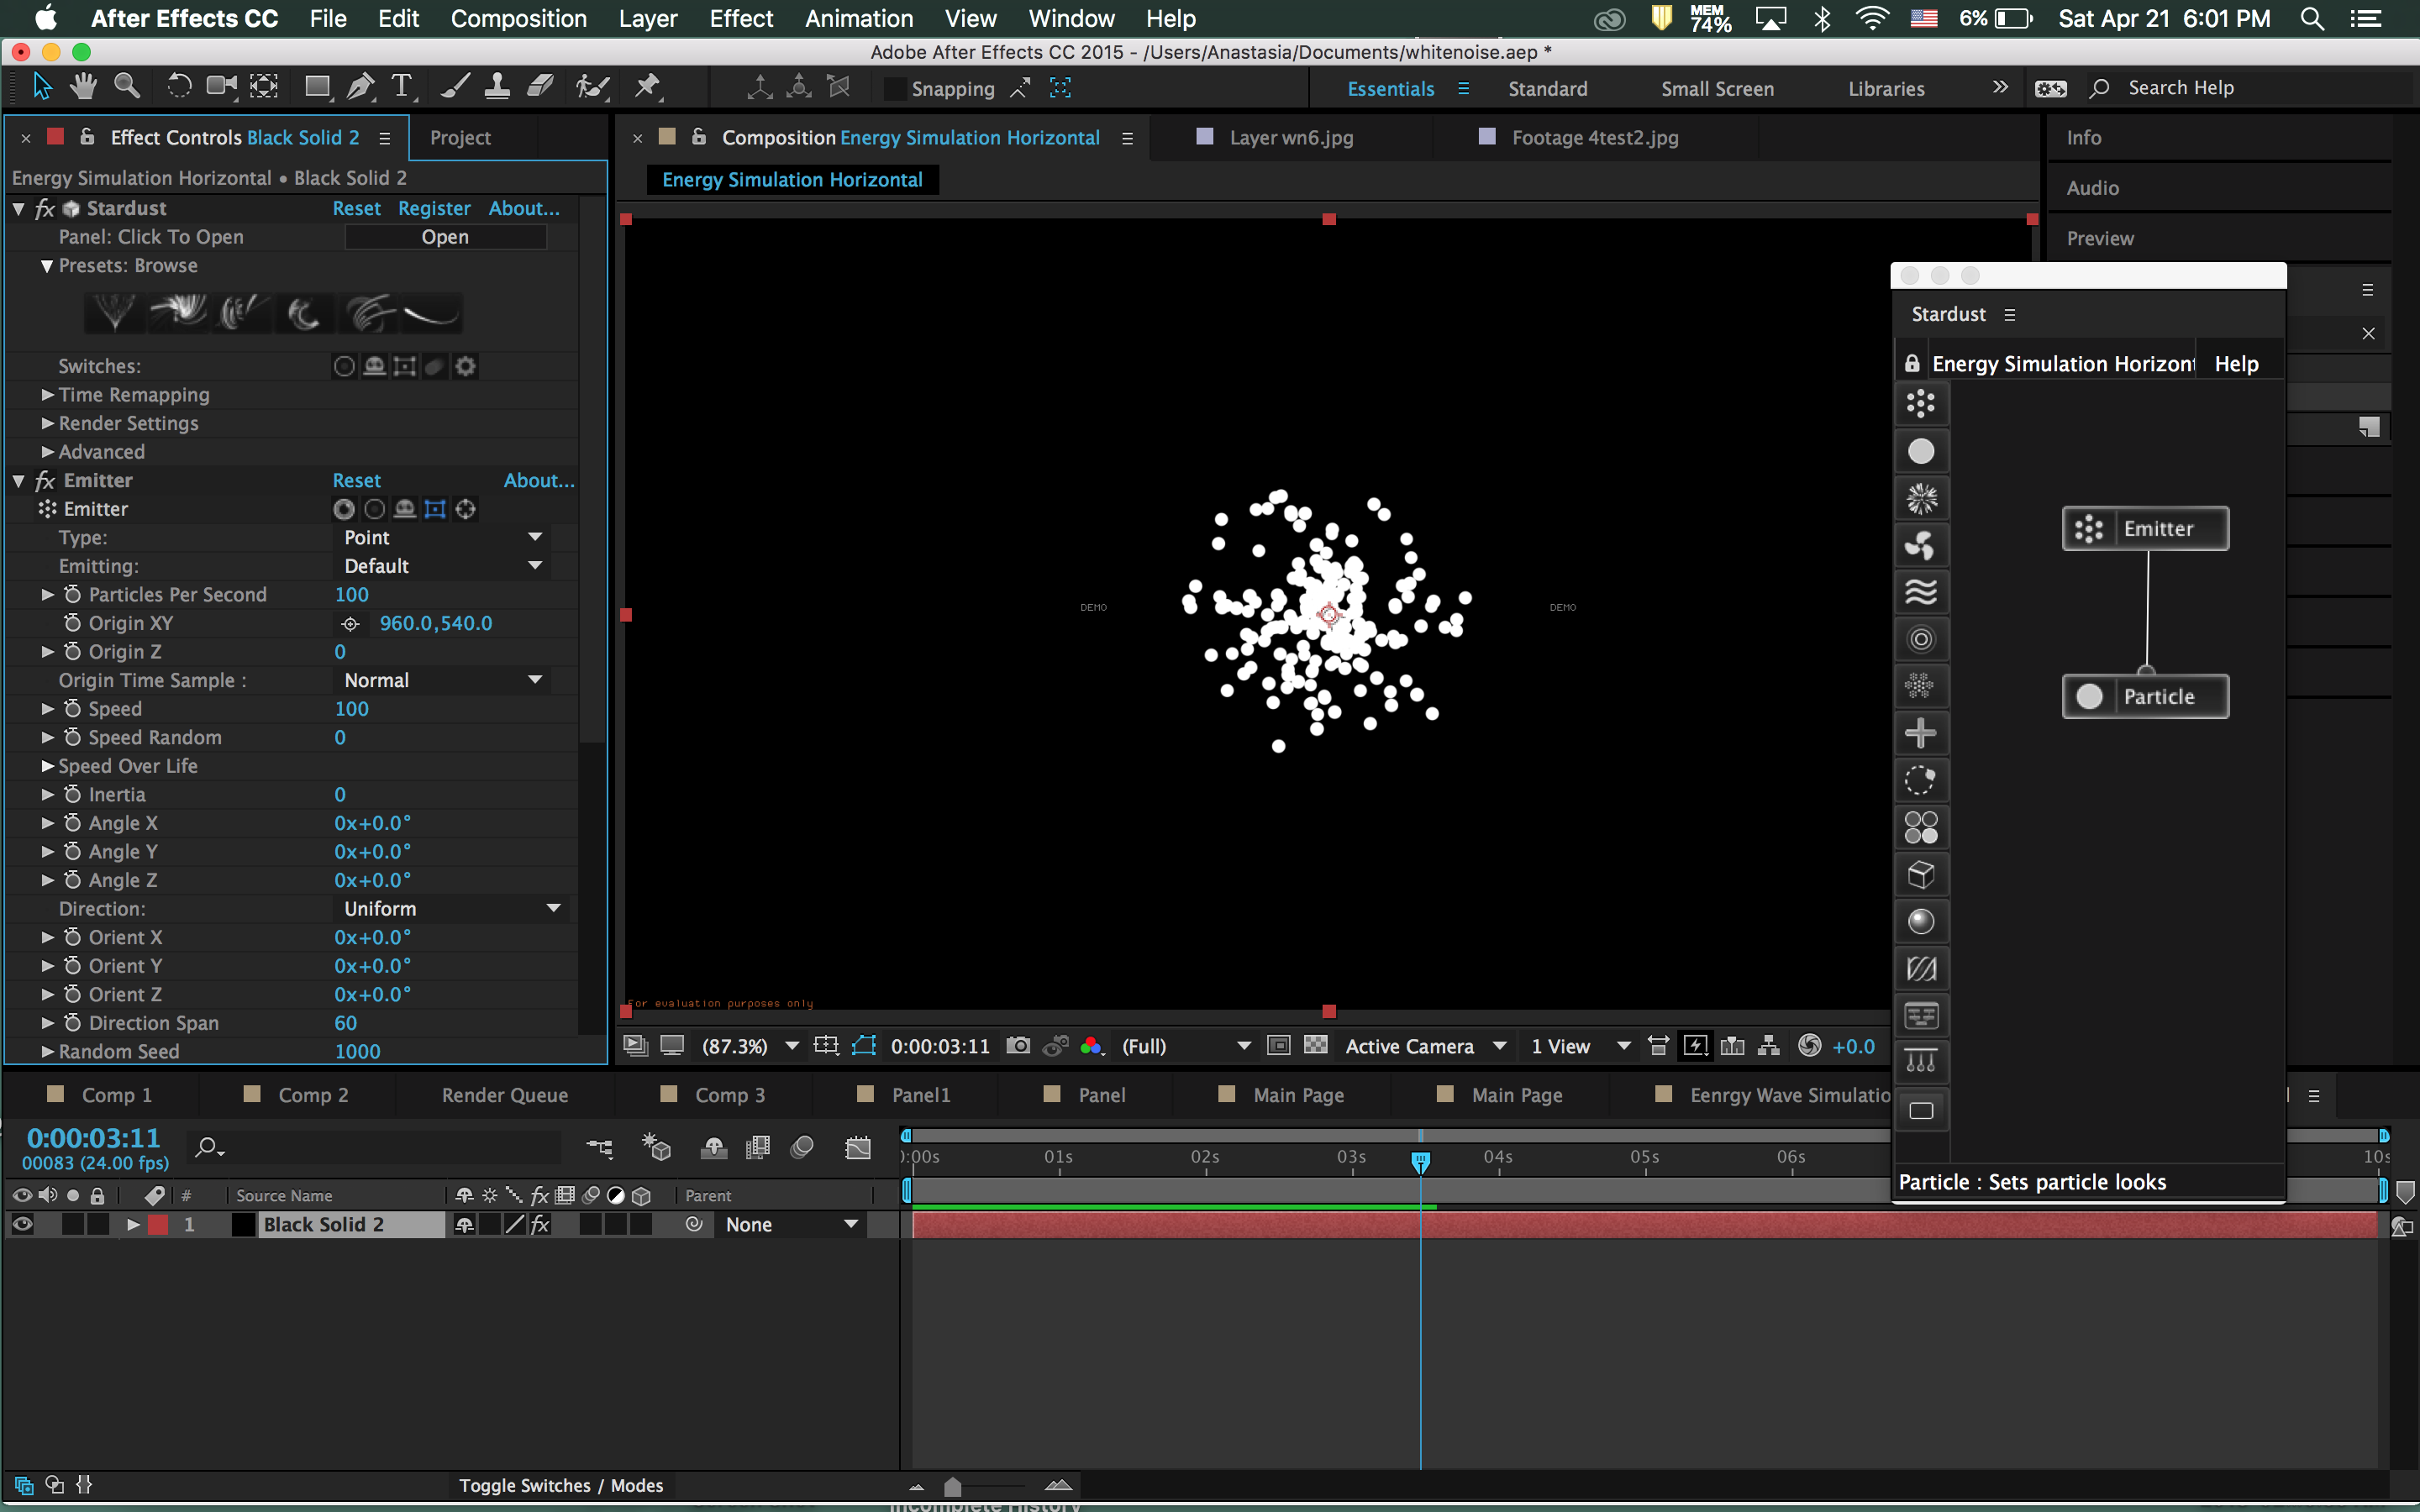 After Effects CC File Edit Composition Layer Effect Animation View Window Help MEM 74% 6% Sat Apr 21 6:01 PM
Adobe After Effects CC 2015 - /Users/Anastasia/Documents/whitenoise.aep *
Snapping Essentials Standard Small Screen Libraries Search Help
Effect Controls Black Solid 2 Project
Composition Energy Simulation Horizontal Layer wn6.jpg Footage 4test2.jpg
Info
Audio
Preview
Energy Simulation Horizontal • Black Solid 2
Energy Simulation Horizontal
fx Stardust Reset Register About...
Panel: Click To Open Open
Presets: Browse
Switches:
Time Remapping
Render Settings
Advanced
fx Emitter Reset About...
Emitter
Type: Point
Emitting: Default
Particles Per Second 100
Origin XY 960.0,540.0
Origin Z 0
Origin Time Sample : Normal
Speed 100
Speed Random 0
Speed Over Life
Inertia 0
Angle X 0x+0.0°
Angle Y 0x+0.0°
Angle Z 0x+0.0°
Direction: Uniform
Orient X 0x+0.0°
Orient Y 0x+0.0°
Orient Z 0x+0.0°
Direction Span 60
Random Seed 1000
DEMO DEMO
For evaluation purposes only
(87.3%) 0:00:03:11 (Full) Active Camera 1 View +0.0
Stardust
Energy Simulation Horizon Help
Emitter
Particle
Particle : Sets particle looks
Comp 1 Comp 2 Render Queue Comp 3 Panel1 Panel Main Page Main Page Eenrgy Wave Simulatio
0:00:03:11
00083 (24.00 fps)
:00s 01s 02s 03s 04s 05s 06s 10s
# Source Name fx Parent
1 Black Solid 2 fx None
Toggle Switches / Modes
Incomplete History